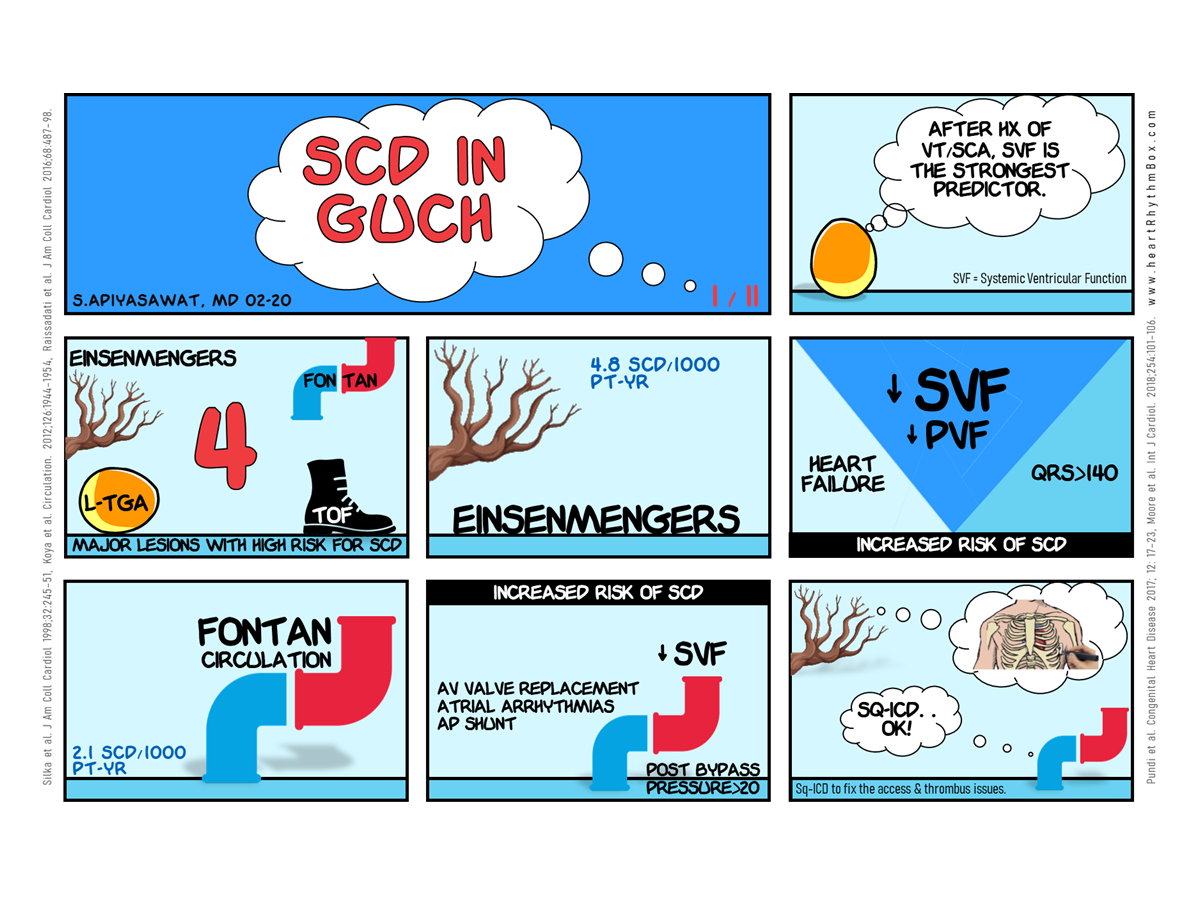 SCD IN
GUCH
S.APIYASAWAT, MD 02-20
I / II
AFTER HX OF
VT/SCA, SVF IS
THE STRONGEST
PREDICTOR.
SVF = Systemic Ventricular Function
EINSENMENGERS
FON TAN
4
L-TGA
TOF
MAJOR LESIONS WITH HIGH RISK FOR SCD
4.8 SCD/1000
PT-YR
EINSENMENGERS
↓ SVF
↓ PVF
HEART
FAILURE
QRS>140
INCREASED RISK OF SCD
FONTAN
CIRCULATION
2.1 SCD/1000
PT-YR
INCREASED RISK OF SCD
↓ SVF
AV VALVE REPLACEMENT
ATRIAL ARRHYTHMIAS
AP SHUNT
POST BYPASS
PRESSURE>20
SQ-ICD. .
OK!
Sq-ICD to fix the access & thrombus issues.
Silka et al. J Am Coll Cardiol 1998;32:245-51, Koya et al. Circulation. 2012;126:1944-1954, Raissadati et al. J Am Coll Cardiol 2016;68:487-98.
Pundi et al. Congenital Heart Disease 2017; 12: 17-23, Moore et al. Int J Cardiol. 2018;254:101-106. www.heartRhythmBox.com